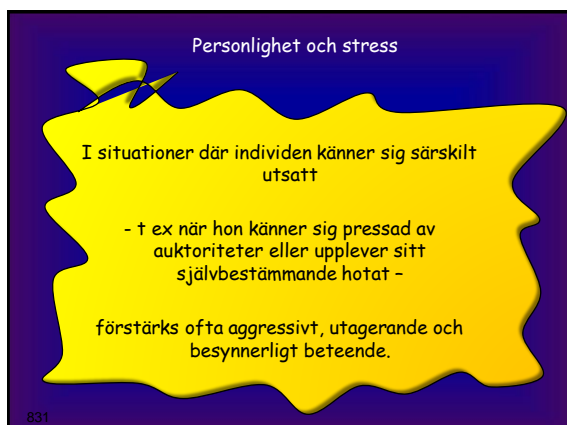 Personlighet och stress
I situationer där individen känner sig särskilt
utsatt
- t ex när hon känner sig pressad av
auktoriteter eller upplever sitt
självbestämmande hotat –
förstärks ofta aggressivt, utagerande och
besynnerligt beteende.
831